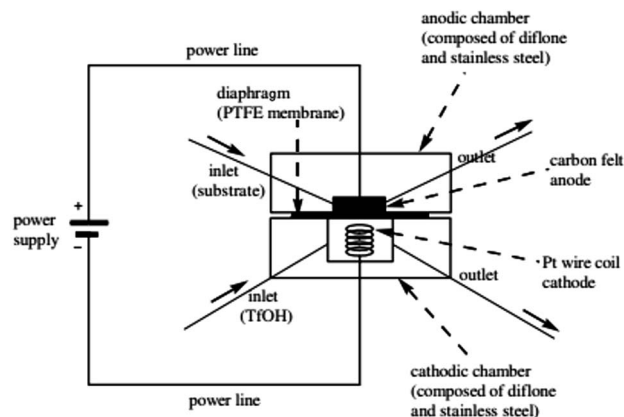 anodic chamber
(composed of diflone
and stainless steel)
power line
diaphragm
(PTFE membrane)
inlet
(substrate)
outlet
carbon felt
anode
+
power
supply
−
Pt wire coil
cathode
outlet
inlet
(TfOH)
cathodic chamber
(composed of diflone
and stainless steel)
power line